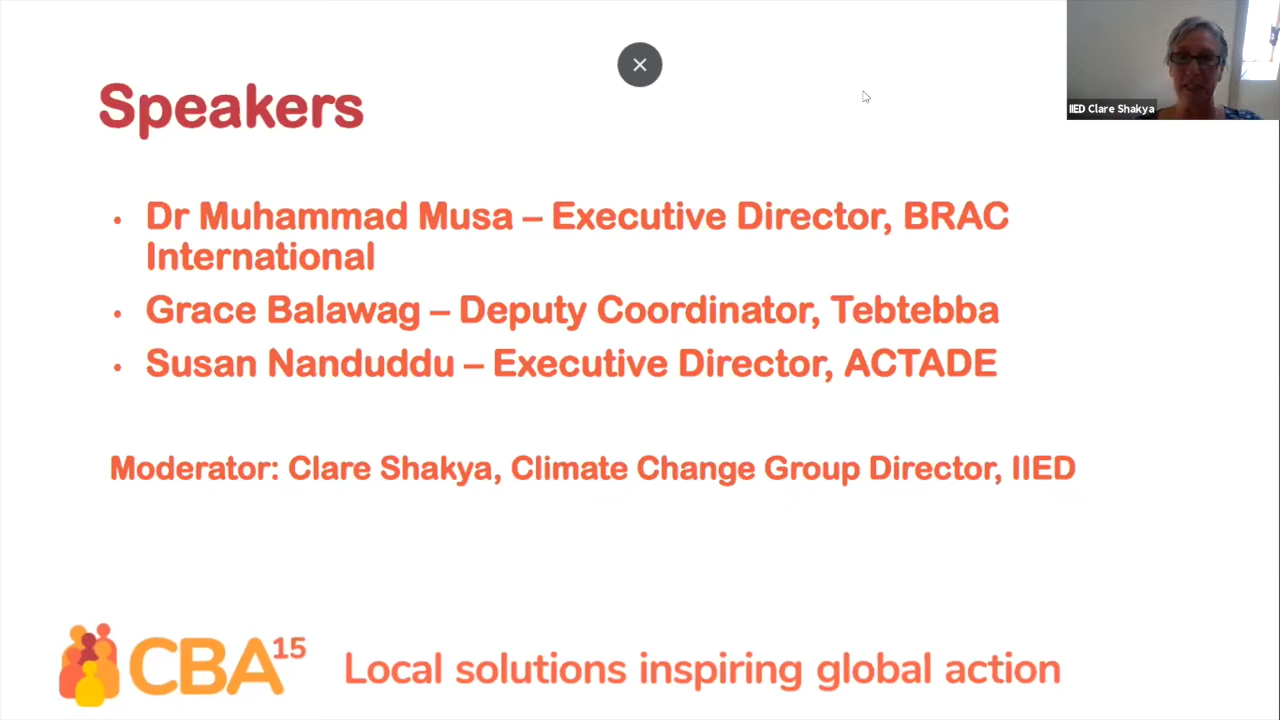 Speakers
IIED Clare Shakya
• Dr Muhammad Musa – Executive Director, BRAC
International
• Grace Balawag – Deputy Coordinator, Tebtebba
• Susan Nanduddu – Executive Director, ACTADE
Moderator: Clare Shakya, Climate Change Group Director, IIED
CBA15
Local solutions inspiring global action